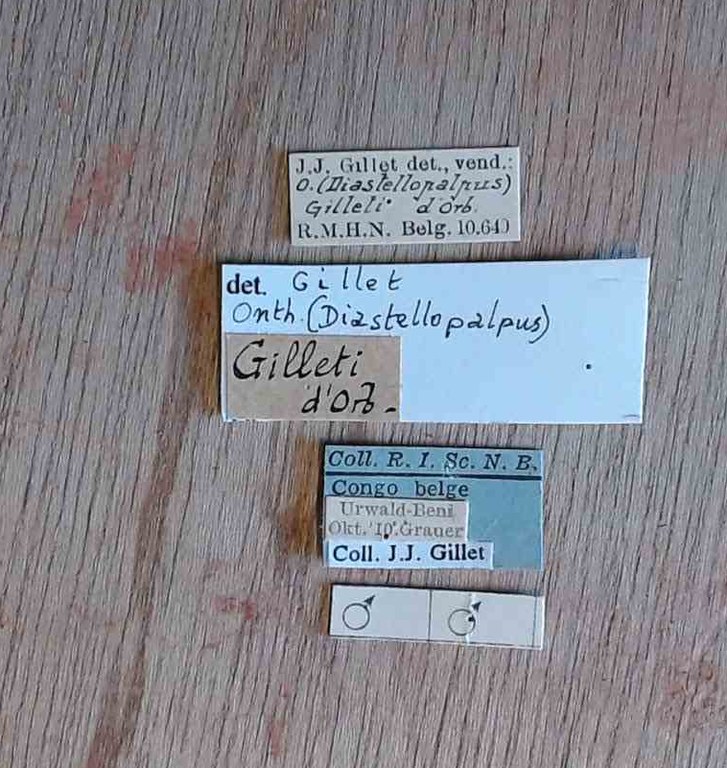 J.J. Gillet det., vend.:
O. (Diastellopalpus)
Gilleti d'Orb.
R.M.H.N. Belg. 10.640
det. Gillet
Onth. (Diastellopalpus)
Gilleti
d'Orb.
Coll. R. I. Sc. N. B.
Congo belge
Urwald-Beni
Okt. '10. Grauer
Coll. J.J. Gillet
♂ ♂